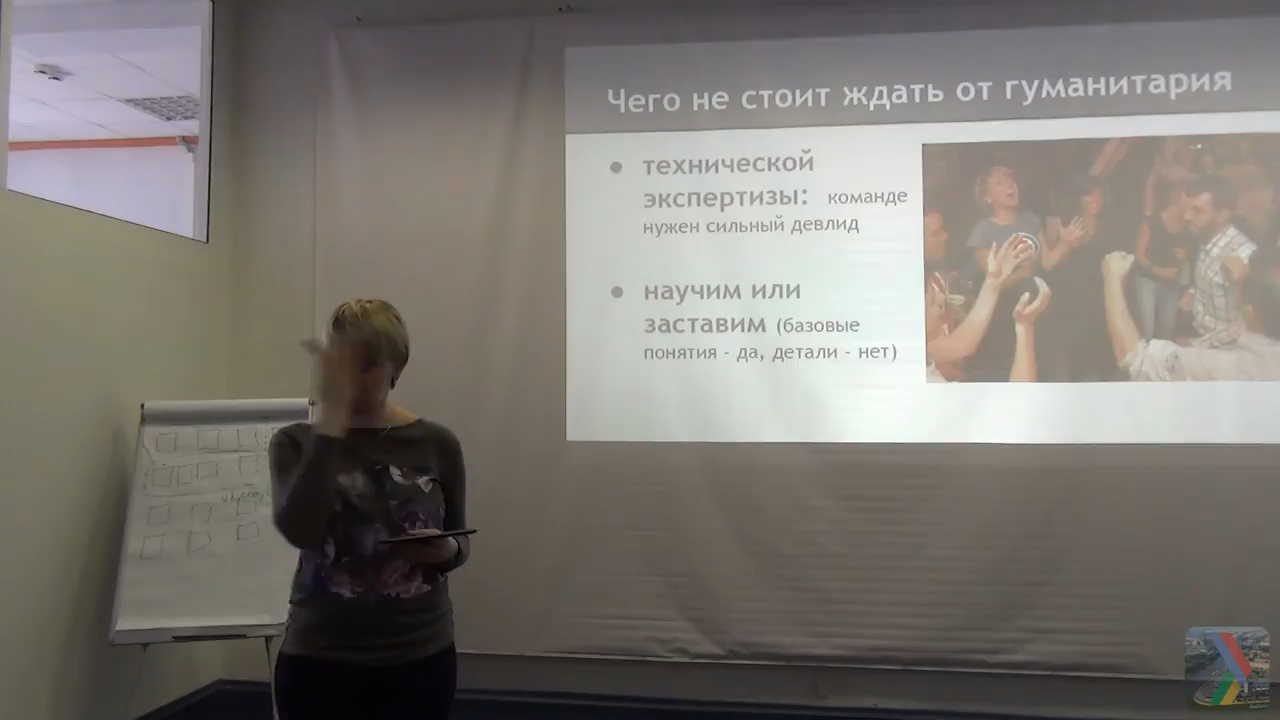 Чего не стоит ждать от гуманитария
• технической
экспертизы: команде
нужен сильный девлид
• научим или
заставим (базовые
понятия - да, детали - нет)